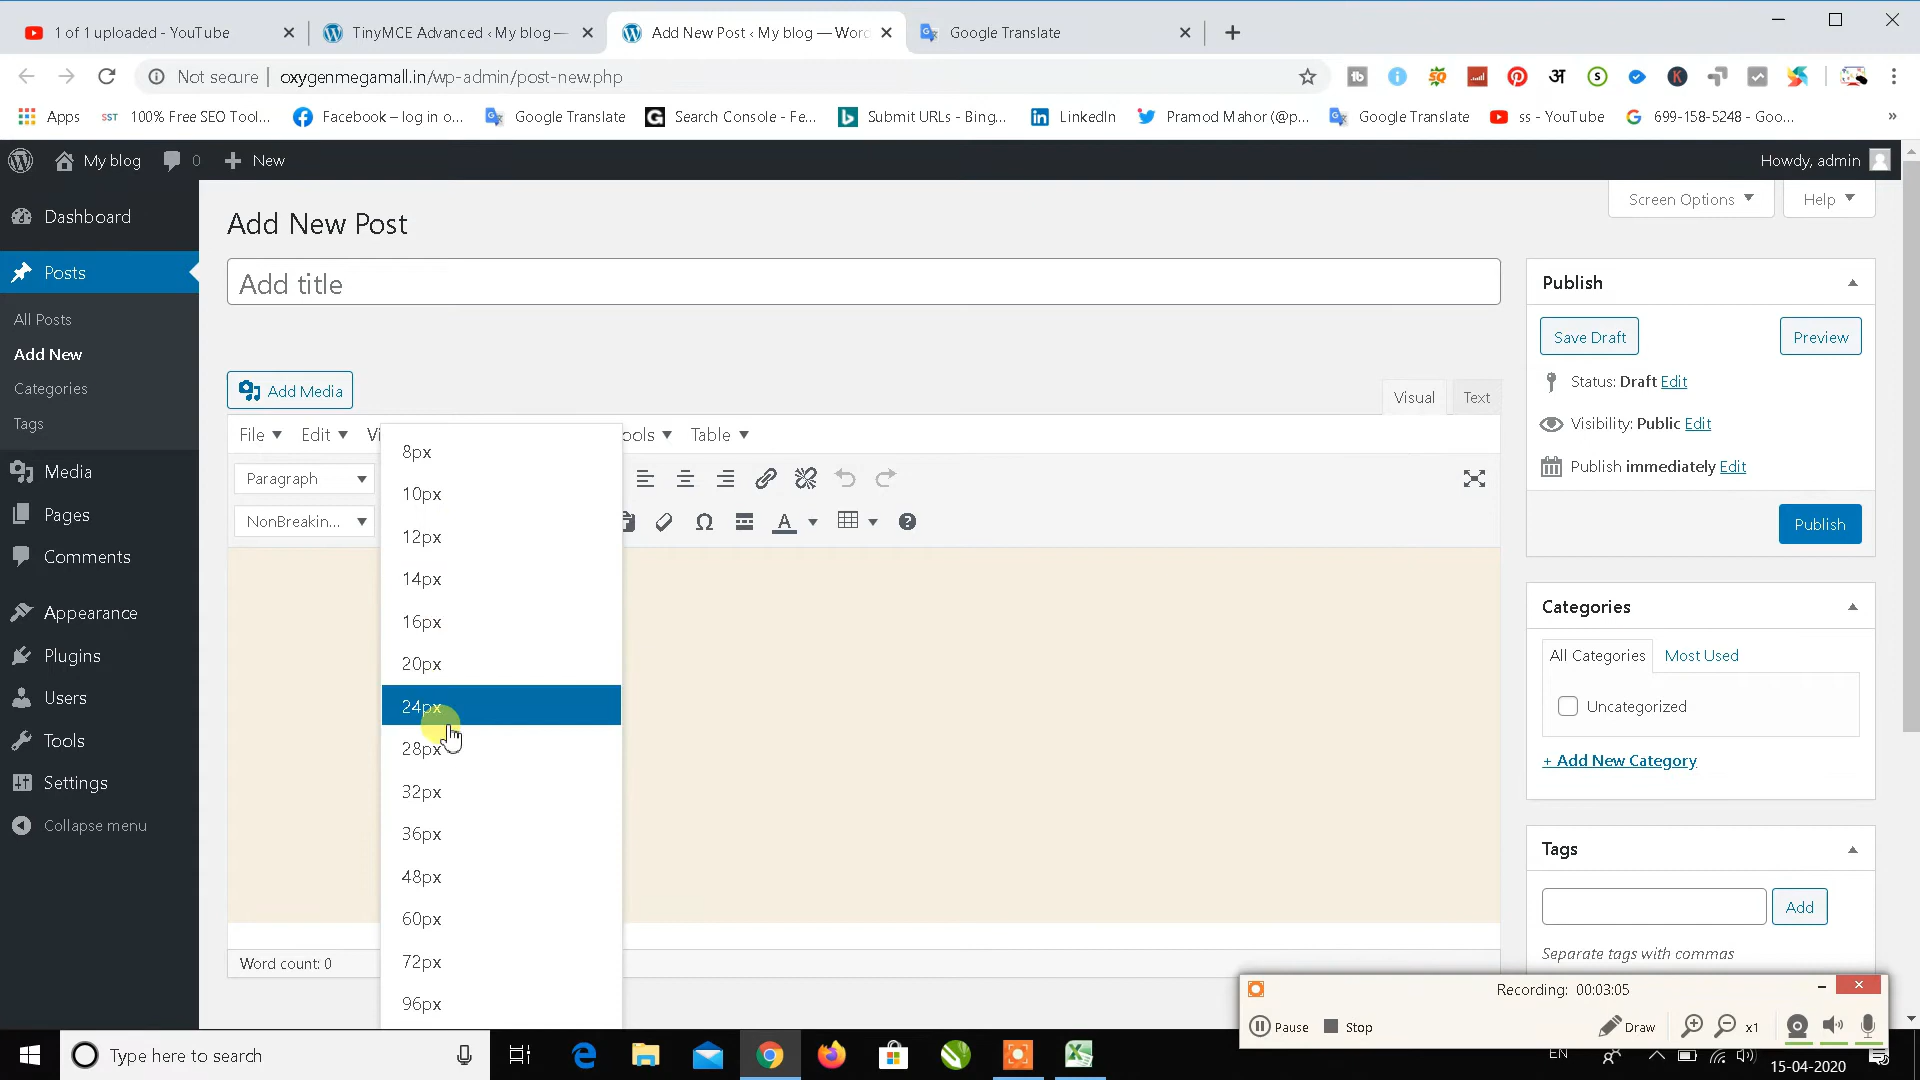 1 of 1 uploaded - YouTube
TinyMCE Advanced ‹ My blog —
Add New Post ‹ My blog — Word
Google Translate
Not secure
oxygenmegamall.in/wp-admin/post-new.php
Apps
100% Free SEO Tool...
Facebook – log in o...
Google Translate
Search Console - Fe...
Submit URLs - Bing...
LinkedIn
Pramod Mahor (@p...
Google Translate
ss - YouTube
699-158-5248 - Goo...
»
My blog
0
New
Howdy, admin
Dashboard
Posts
All Posts
Add New
Categories
Tags
Media
Pages
Comments
Appearance
Plugins
Users
Tools
Settings
Collapse menu
Screen Options
Help
Add New Post
Add title
Add Media
Visual
Text
File
Edit
Vi
ools
Table
Paragraph
NonBreakin...
8px
10px
12px
14px
16px
20px
24px
28px
32px
36px
48px
60px
72px
96px
Word count: 0
Publish
Save Draft
Preview
Status: Draft Edit
Visibility: Public Edit
Publish immediately Edit
Publish
Categories
All Categories
Most Used
Uncategorized
+ Add New Category
Tags
Add
Separate tags with commas
Recording: 00:03:05
Pause
Stop
Draw
x1
Type here to search
EN
15-04-2020